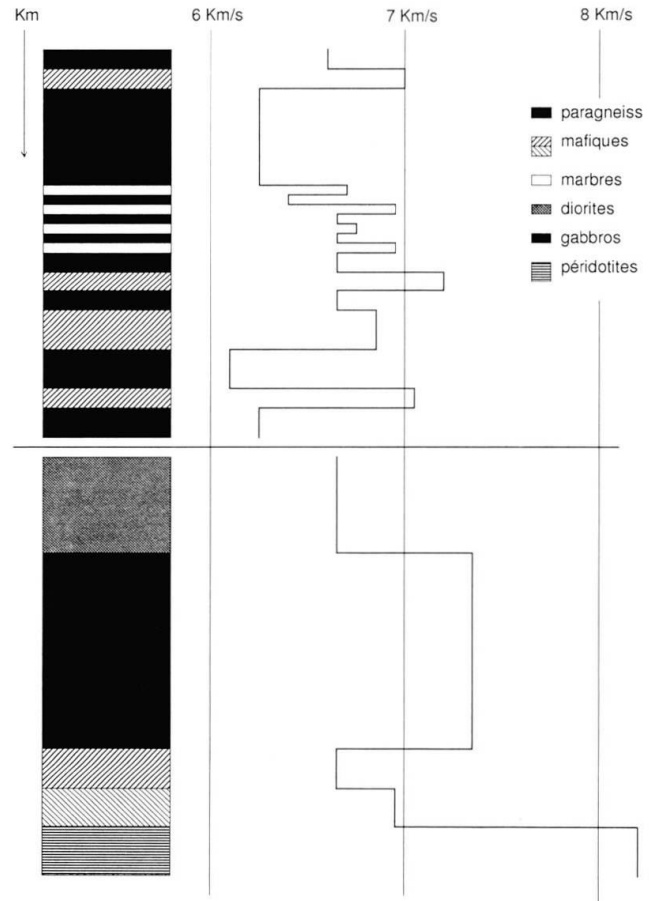 Km
6 Km/s
7 Km/s
8 Km/s
paragneiss
mafiques
marbres
diorites
gabbros
péridotites